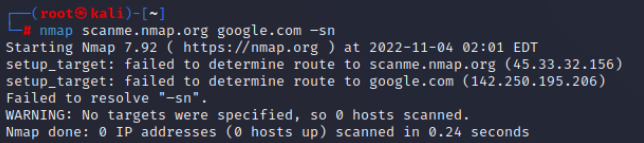 ┌──(root㉿kali)-[~]
└─# nmap scanme.nmap.org google.com –sn
Starting Nmap 7.92 ( https://nmap.org ) at 2022-11-04 02:01 EDT
setup_target: failed to determine route to scanme.nmap.org (45.33.32.156)
setup_target: failed to determine route to google.com (142.250.195.206)
Failed to resolve "–sn".
WARNING: No targets were specified, so 0 hosts scanned.
Nmap done: 0 IP addresses (0 hosts up) scanned in 0.24 seconds